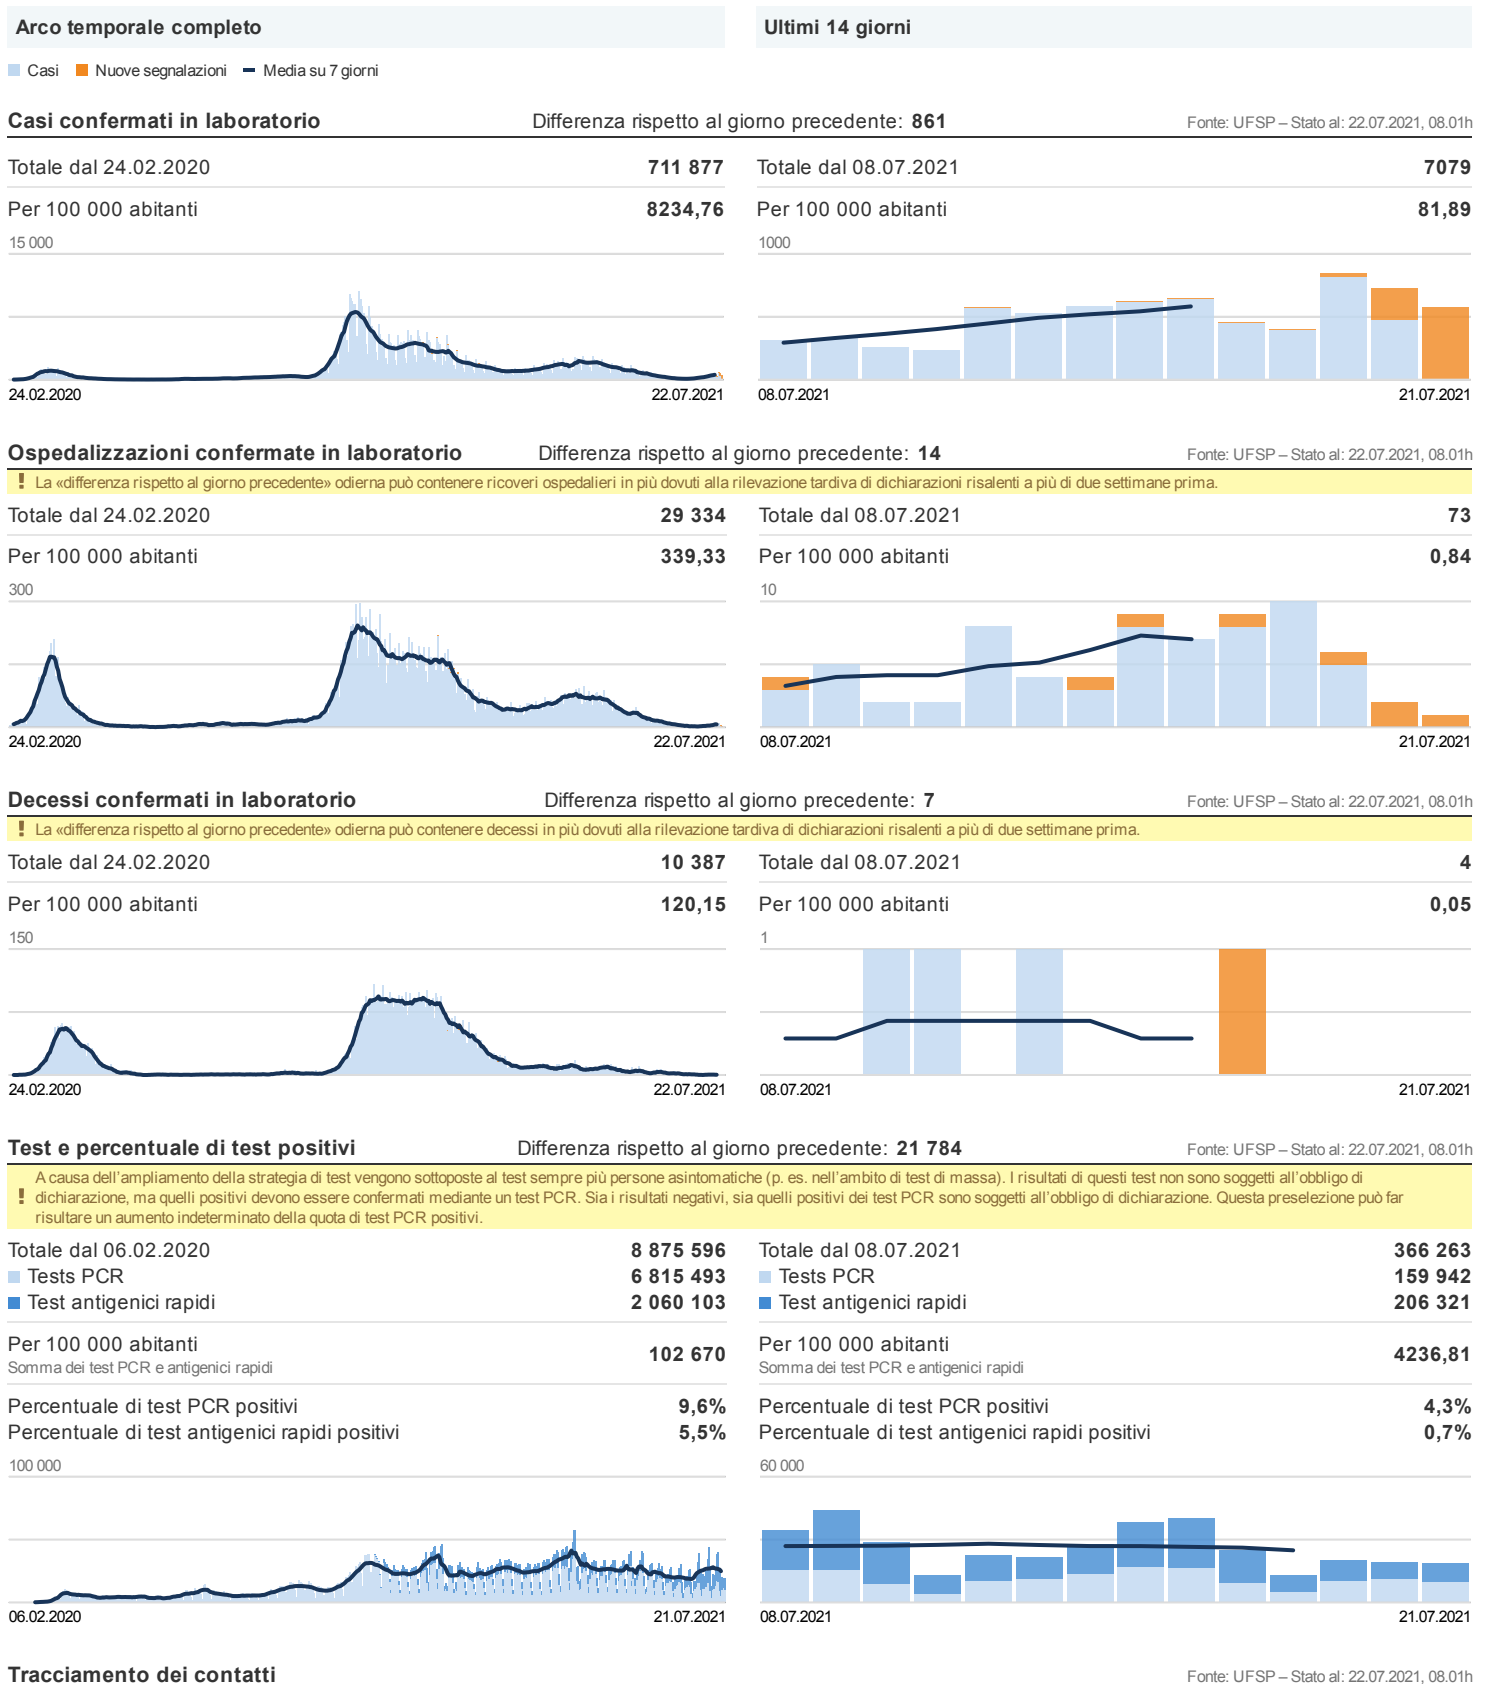 Arco temporale completo
Ultimi 14 giorni
Casi Nuove segnalazioni Media su 7 giorni
Casi confermati in laboratorio Differenza rispetto al giorno precedente: 861 Fonte: UFSP – Stato al: 22.07.2021, 08.01h
Totale dal 24.02.2020 711 877
Per 100 000 abitanti 8234,76
15 000
24.02.2020 22.07.2021
Totale dal 08.07.2021 7079
Per 100 000 abitanti 81,89
1000
08.07.2021 21.07.2021
Ospedalizzazioni confermate in laboratorio Differenza rispetto al giorno precedente: 14 Fonte: UFSP – Stato al: 22.07.2021, 08.01h
! La «differenza rispetto al giorno precedente» odierna può contenere ricoveri ospedalieri in più dovuti alla rilevazione tardiva di dichiarazioni risalenti a più di due settimane prima.
Totale dal 24.02.2020 29 334
Per 100 000 abitanti 339,33
300
24.02.2020 22.07.2021
Totale dal 08.07.2021 73
Per 100 000 abitanti 0,84
10
08.07.2021 21.07.2021
Decessi confermati in laboratorio Differenza rispetto al giorno precedente: 7 Fonte: UFSP – Stato al: 22.07.2021, 08.01h
! La «differenza rispetto al giorno precedente» odierna può contenere decessi in più dovuti alla rilevazione tardiva di dichiarazioni risalenti a più di due settimane prima.
Totale dal 24.02.2020 10 387
Per 100 000 abitanti 120,15
150
24.02.2020 22.07.2021
Totale dal 08.07.2021 4
Per 100 000 abitanti 0,05
1
08.07.2021 21.07.2021
Test e percentuale di test positivi Differenza rispetto al giorno precedente: 21 784 Fonte: UFSP – Stato al: 22.07.2021, 08.01h
A causa dell'ampliamento della strategia di test vengono sottoposte al test sempre più persone asintomatiche (p. es. nell'ambito di test di massa). I risultati di questi test non sono soggetti all'obbligo di
! dichiarazione, ma quelli positivi devono essere confermati mediante un test PCR. Sia i risultati negativi, sia quelli positivi dei test PCR sono soggetti all'obbligo di dichiarazione. Questa preselezione può far
risultare un aumento indeterminato della quota di test PCR positivi.
Totale dal 06.02.2020 8 875 596
Tests PCR 6 815 493
Test antigenici rapidi 2 060 103
Per 100 000 abitanti 102 670
Somma dei test PCR e antigenici rapidi
Percentuale di test PCR positivi 9,6%
Percentuale di test antigenici rapidi positivi 5,5%
100 000
06.02.2020 21.07.2021
Totale dal 08.07.2021 366 263
Tests PCR 159 942
Test antigenici rapidi 206 321
Per 100 000 abitanti 4236,81
Somma dei test PCR e antigenici rapidi
Percentuale di test PCR positivi 4,3%
Percentuale di test antigenici rapidi positivi 0,7%
60 000
08.07.2021 21.07.2021
Tracciamento dei contatti Fonte: UFSP – Stato al: 22.07.2021, 08.01h